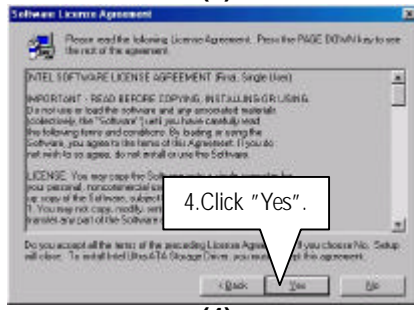 Software License Agreement
Please read the following License Agreement. Press the PAGE DOWN key to see
the rest of the agreement.
INTEL SOFTWARE LICENSE AGREEMENT (Final, Single User)
IMPORTANT - READ BEFORE COPYING, INSTALLING OR USING.
Do not use or load this software and any associated materials
(collectively, the "Software") until you have carefully read
the following terms and conditions. By loading or using the
Software, you agree to the terms of this Agreement. If you do
not wish to so agree, do not install or use the Software.
LICENSE: You may copy the Software
your personal, noncommercial
up copy of the Software, subject
1. You may not copy, modify,
transfer any part of the Software
4.Click "Yes".
Do you accept all the terms of the preceding License Agreement? If you choose No, Setup
will close. To install Intel Ultra ATA Storage Driver, you must accept this agreement.
< Back
Yes
No
(4)